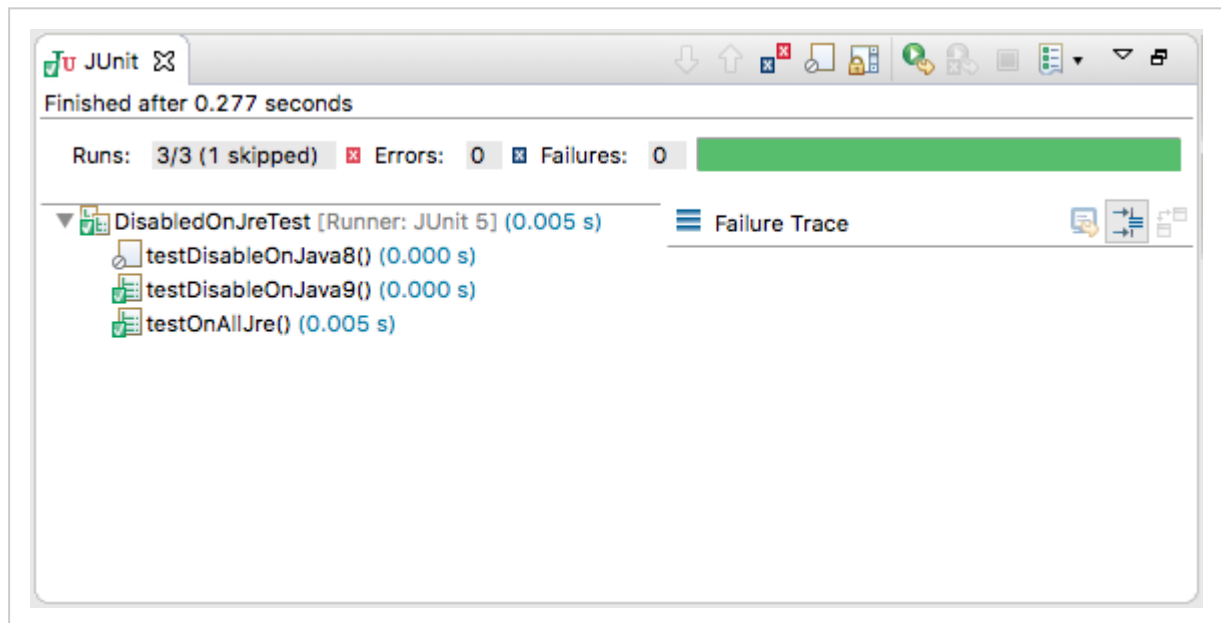 JUnit
Finished after 0.277 seconds
Runs: 3/3 (1 skipped) Errors: 0 Failures: 0
DisabledOnJreTest [Runner: JUnit 5] (0.005 s)
Failure Trace
testDisableOnJava8() (0.000 s)
testDisableOnJava9() (0.000 s)
testOnAllJre() (0.005 s)